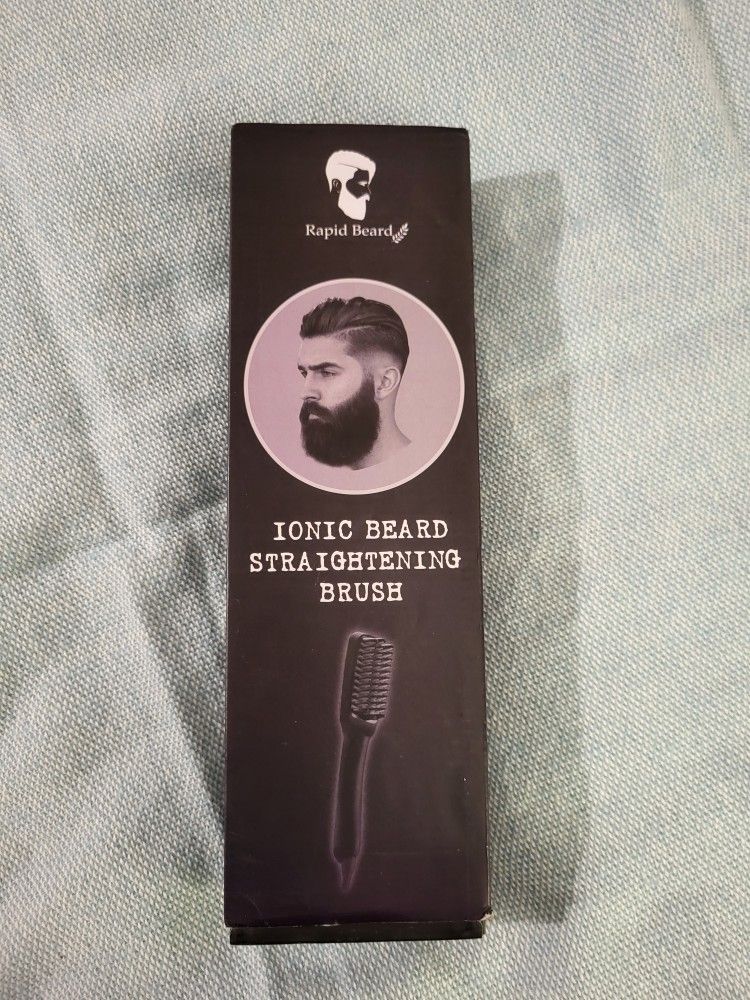 Rapid Beard
IONIC BEARD
STRAIGHTENING
BRUSH